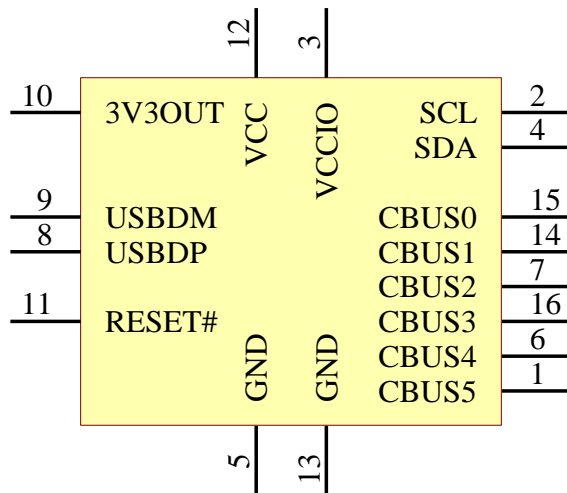 12 3
10 3V3OUT VCC VCCIO SCL 2
SDA 4
9 USBDM CBUS0 15
8 USBDP CBUS1 14
CBUS2 7
11 RESET# CBUS3 16
GND GND CBUS4 6
CBUS5 1
5 13